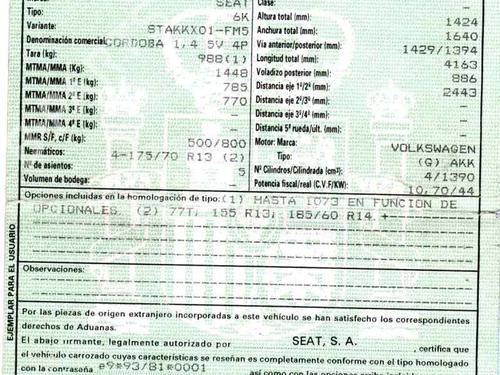 Marca: SEAT Clase: -
Tipo: 6K Altura total (mm): 1424
Variante: STAKKX01-FM5 Anchura total (mm): 1640
Denominación comercial: CORDOBA 1,4 5V 4P Vía anterior/posterior (mm): 1429/1394
Tara (kg): 988(1) Longitud total (mm): 4163
MTMA/MMA (Kg): 1448 Voladizo posterior (mm): 886
MTMA/MMA 1º E (kg): 785 Distancia eje 1º/2º (mm): 2443
MTMA/MMA 2º E (kg): 770 Distancia eje 2º/3º (mm): -
MTMA/MMA 3º E (kg): - Distancia eje 3º/4º (mm): -
MTMA/MMA 4º E (kg): - Distancia 5ª rueda/ult. (mm): -
MMR S/F, c/F (kg): 500/800 Motor: Marca: VOLKSWAGEN
Neumáticos: 4-175/70 R13 (2) Tipo: (G) AKK
Nº de asientos: 5 Nº Cilindros/Cilindrada (cm³): 4/1390
Volumen de bodega: - Potencia fiscal/real (C.V.F/KW): 10,70/44
Opciones incluidas en la homologación de tipo: (1) HASTA 1073 EN FUNCION DE
OPCIONALES. (2) 77T, 155 R13, 185/60 R14.+
Observaciones:
EJEMPLAR PARA EL USUARIO
Por las piezas de origen extranjero incorporadas a este vehículo se han satisfecho los correspondientes
derechos de Aduanas.
El abajo firmante, legalmente autorizado por SEAT, S. A. , certifica que
el vehículo carrozado cuyas características se reseñan es completamente conforme con el tipo homologado
con la contraseña e9*93/81*0001 así como con las opciones